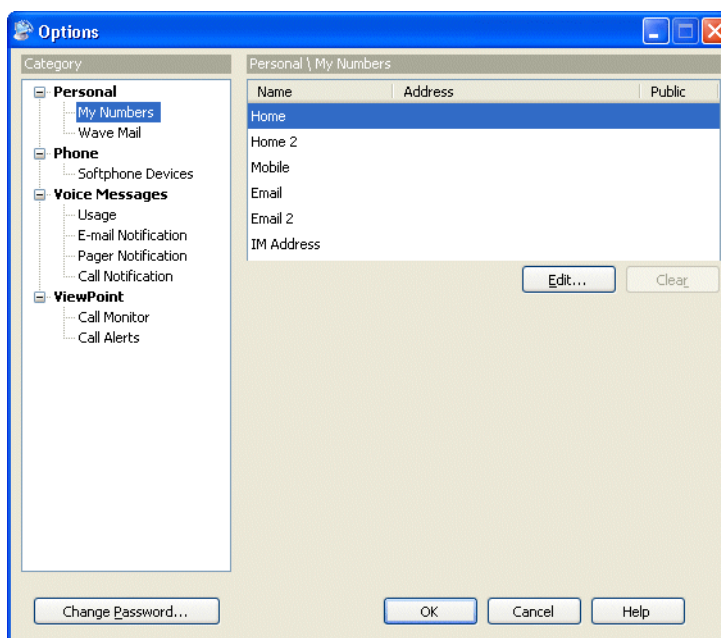 Options
Category
Personal
My Numbers
Wave Mail
Phone
Softphone Devices
Voice Messages
Usage
E-mail Notification
Pager Notification
Call Notification
ViewPoint
Call Monitor
Call Alerts
Personal \ My Numbers
Name Address Public
Home
Home 2
Mobile
Email
Email 2
IM Address
Edit... Clear
Change Password... OK Cancel Help